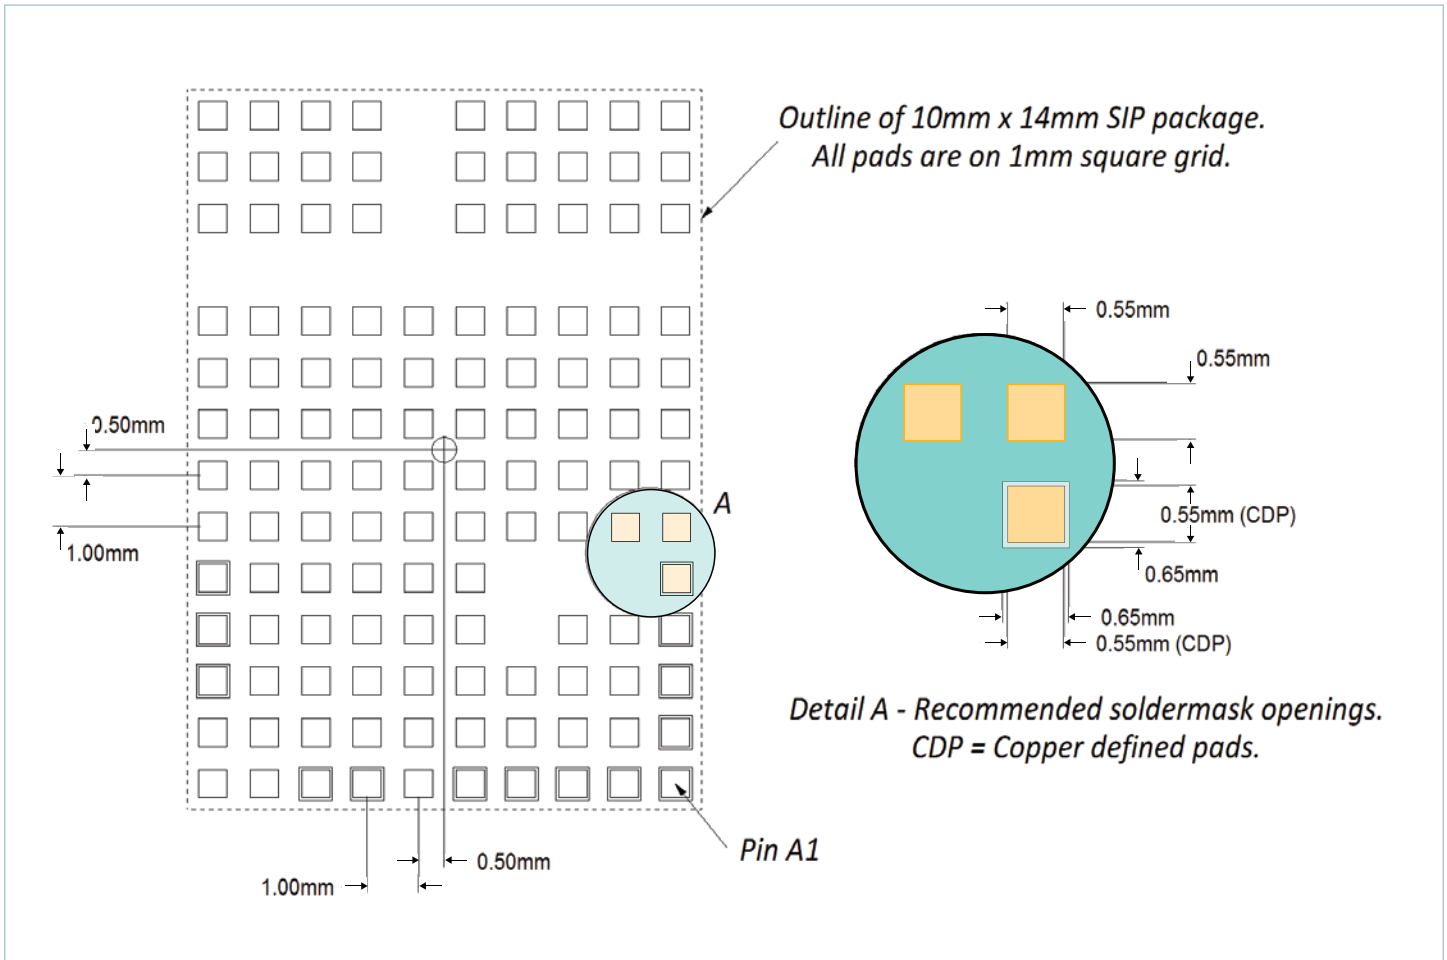 Outline of 10mm x 14mm SIP package.
All pads are on 1mm square grid.
0.55mm
0.55mm
0.50mm
A
0.55mm (CDP)
1.00mm
0.65mm
0.65mm
0.55mm (CDP)
Detail A - Recommended soldermask openings.
CDP = Copper defined pads.
Pin A1
0.50mm
1.00mm